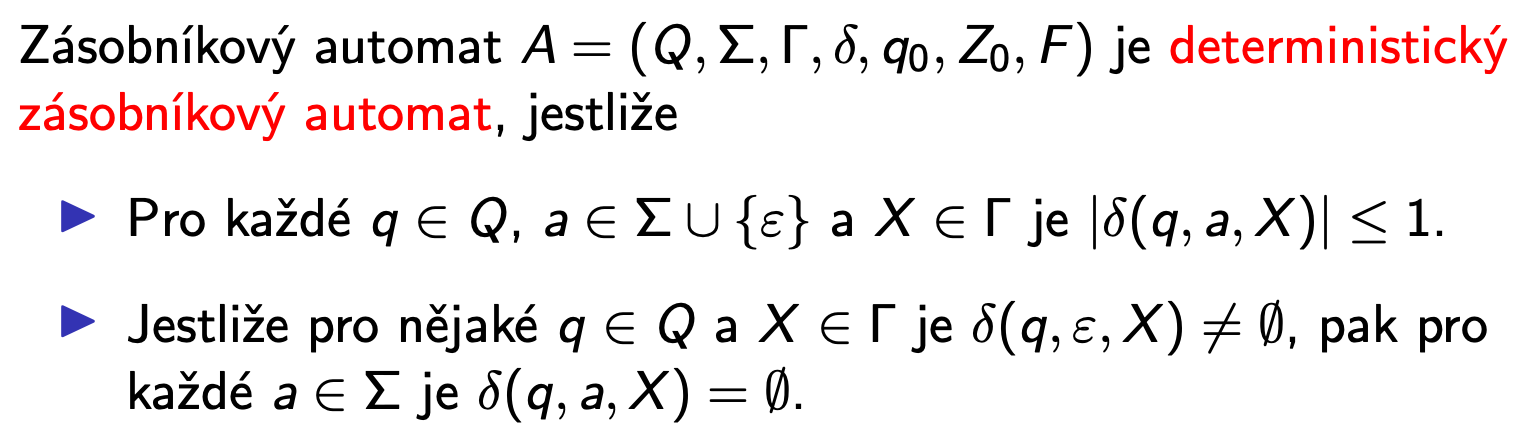 Zásobníkový automat A = (Q, Σ, Γ, δ, q₀, Z₀, F) je deterministický
zásobníkový automat, jestliže
▶ Pro každé q ∈ Q, a ∈ Σ ∪ {ε} a X ∈ Γ je |δ(q, a, X)| ≤ 1.
▶ Jestliže pro nějaké q ∈ Q a X ∈ Γ je δ(q, ε, X) ≠ ∅, pak pro
každé a ∈ Σ je δ(q, a, X) = ∅.